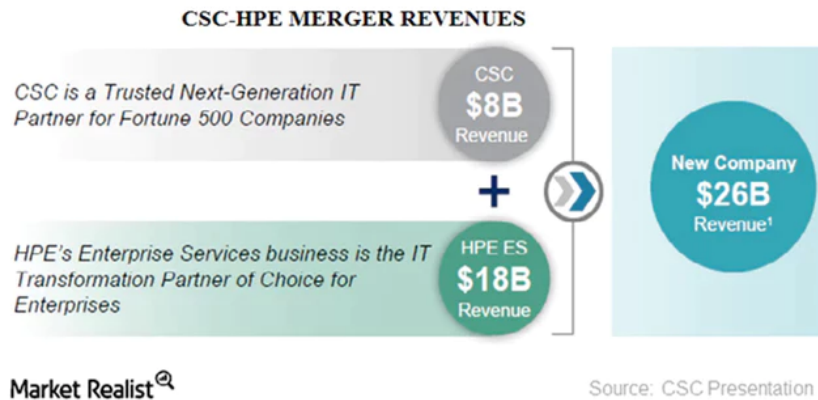 CSC-HPE MERGER REVENUES
CSC is a Trusted Next-Generation IT
Partner for Fortune 500 Companies
CSC
$8B
Revenue
+
HPE's Enterprise Services business is the IT
Transformation Partner of Choice for
Enterprises
HPE ES
$18B
Revenue
New Company
$26B
Revenue¹
Market Realist
Source: CSC Presentation